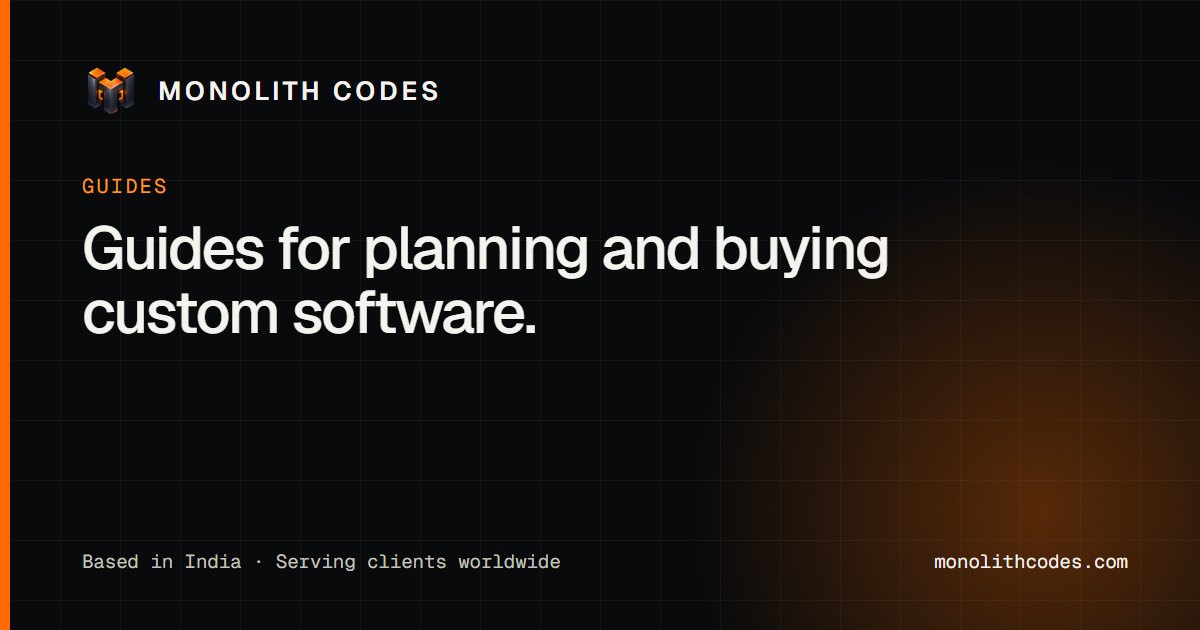 MONOLITH CODES
GUIDES
Guides for planning and buying
custom software.
Based in India · Serving clients worldwide
monolithcodes.com